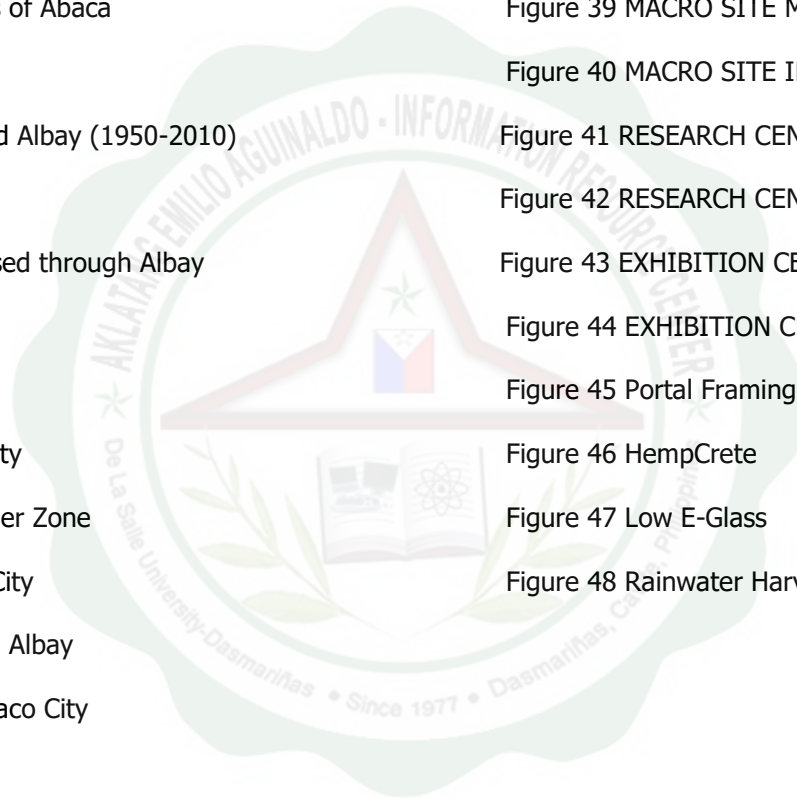 s of Abaca
d Albay (1950-2010)
sed through Albay
ty
er Zone
City
Albay
aco City
Figure 39 MACRO SITE M
Figure 40 MACRO SITE I
Figure 41 RESEARCH CEN
Figure 42 RESEARCH CEN
Figure 43 EXHIBITION CE
Figure 44 EXHIBITION C
Figure 45 Portal Framing
Figure 46 HempCrete
Figure 47 Low E-Glass
Figure 48 Rainwater Harv
AKLATANG EMILIO AGUINALDO - INFORMATION RESOURCE CENTER
De La Salle University-Dasmariñas • Since 1977 • Dasmariñas, Cavite, Philippines